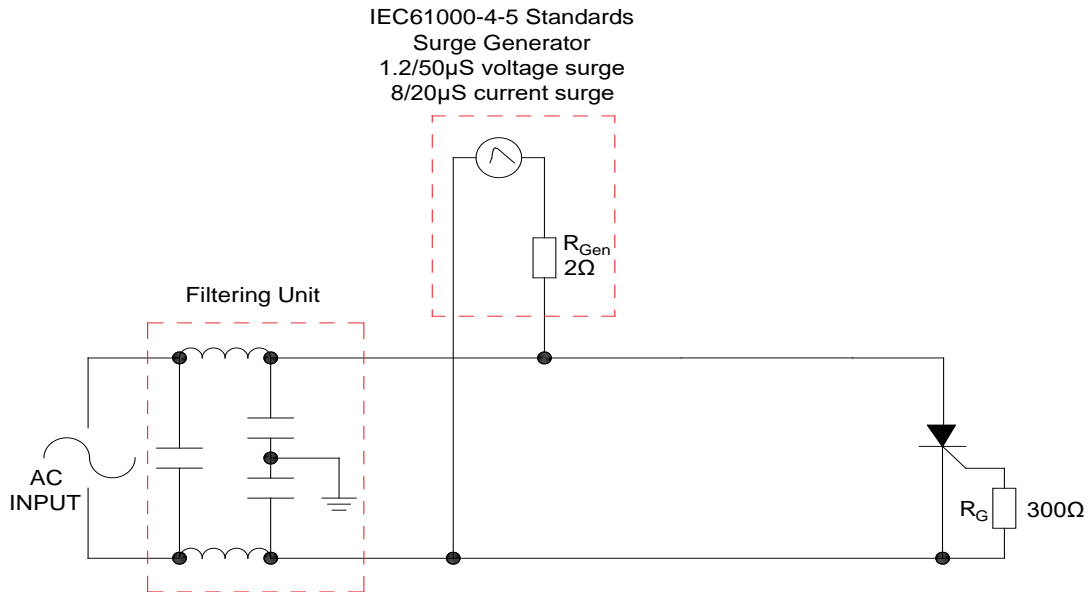 IEC61000-4-5 Standards
Surge Generator
1.2/50µS voltage surge
8/20µS current surge
RGen
2Ω
Filtering Unit
AC
INPUT
RG 300Ω